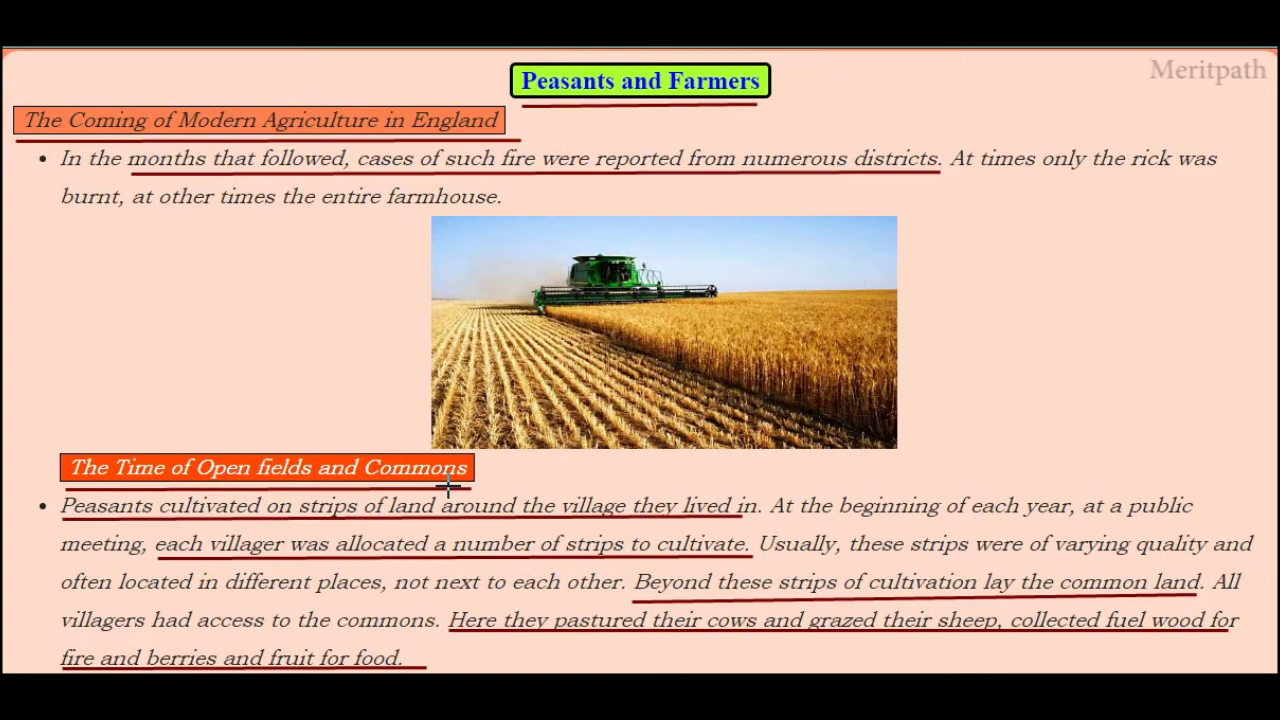 Meritpath
Peasants and Farmers
The Coming of Modern Agriculture in England
• In the months that followed, cases of such fire were reported from numerous districts. At times only the rick was
burnt, at other times the entire farmhouse.
The Time of Open fields and Commons
• Peasants cultivated on strips of land around the village they lived in. At the beginning of each year, at a public
meeting, each villager was allocated a number of strips to cultivate. Usually, these strips were of varying quality and
often located in different places, not next to each other. Beyond these strips of cultivation lay the common land. All
villagers had access to the commons. Here they pastured their cows and grazed their sheep, collected fuel wood for
fire and berries and fruit for food.